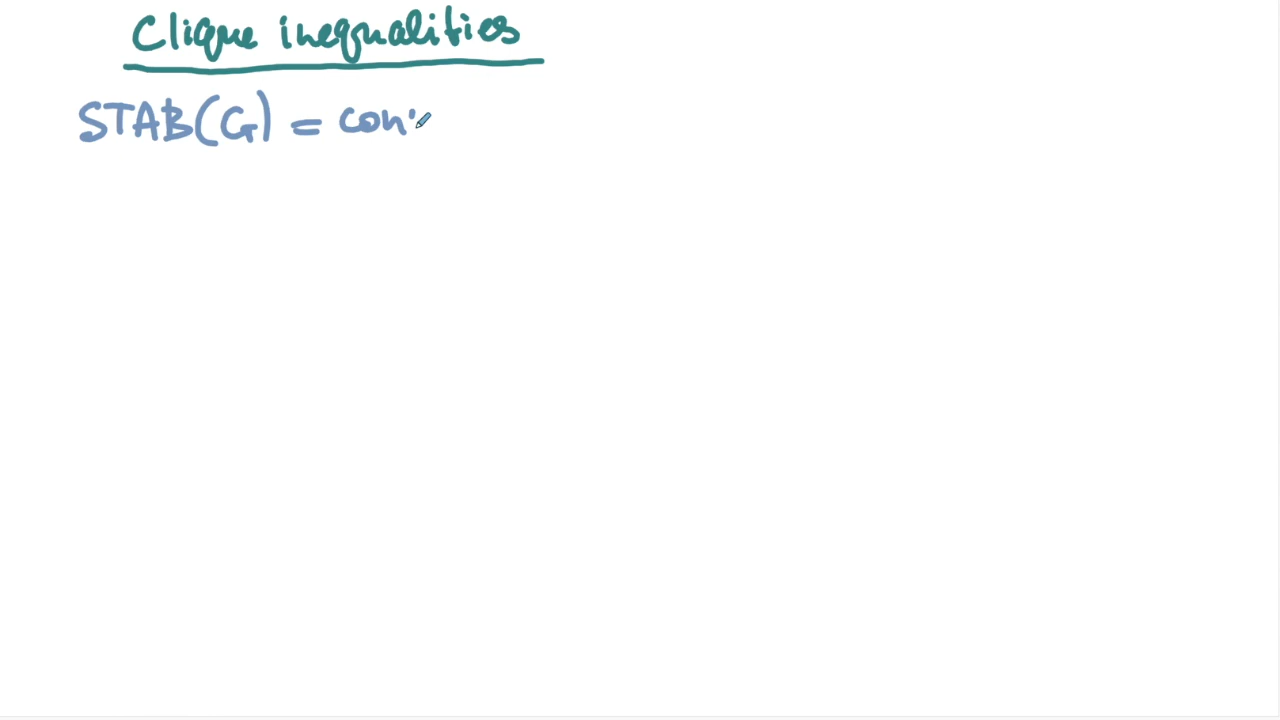 Clique inequalities
STAB(G) = con